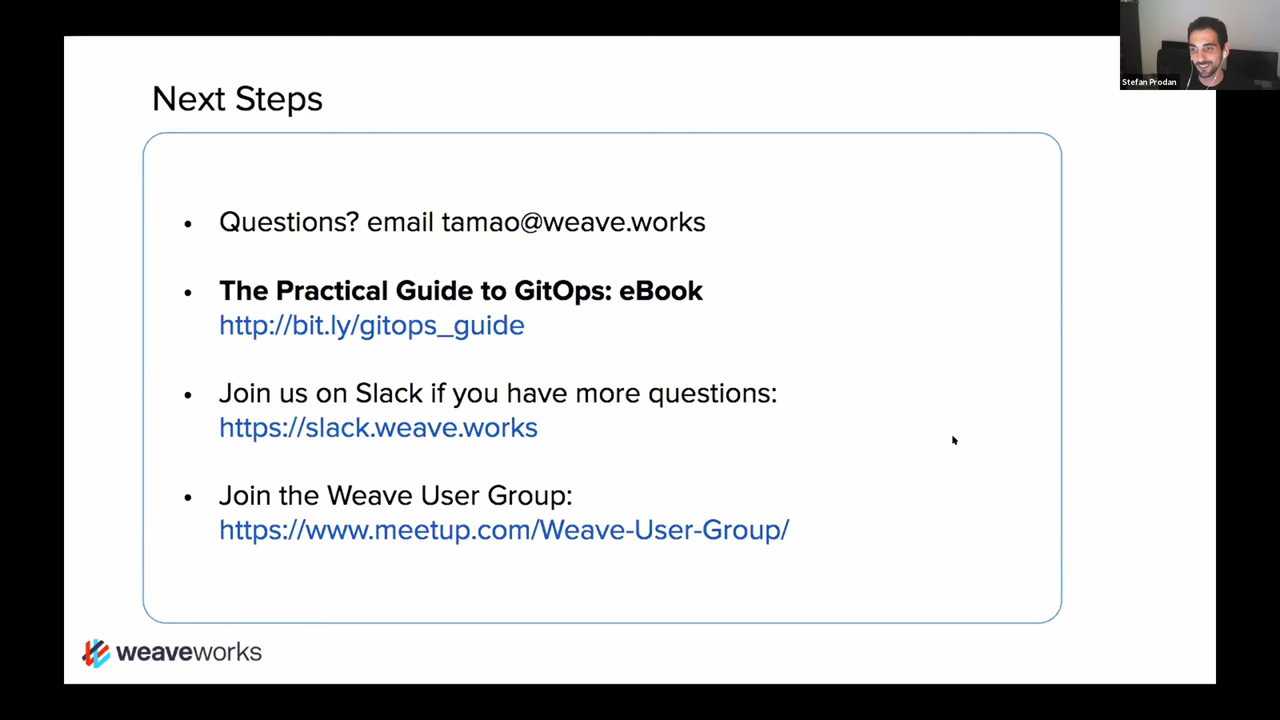 Stefan Prodan
Next Steps
• Questions? email tamao@weave.works
• The Practical Guide to GitOps: eBook
http://bit.ly/gitops_guide
• Join us on Slack if you have more questions:
https://slack.weave.works
• Join the Weave User Group:
https://www.meetup.com/Weave-User-Group/
weaveworks